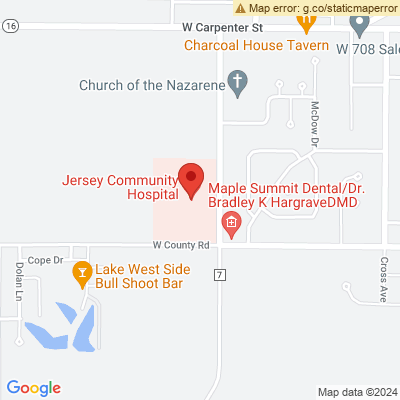 Map error: g.co/staticmaperror
W Carpenter St
16
Charcoal House Tavern
W 708 Salo
Church of the Nazarene
McDow Dr
Jersey Community
Hospital
Maple Summit Dental/Dr.
Bradley K HargraveDMD
W County Rd
Cope Dr
Dolan Ln
Lake West Side
Bull Shoot Bar
7
Cross Ave
Google
Map data ©2024